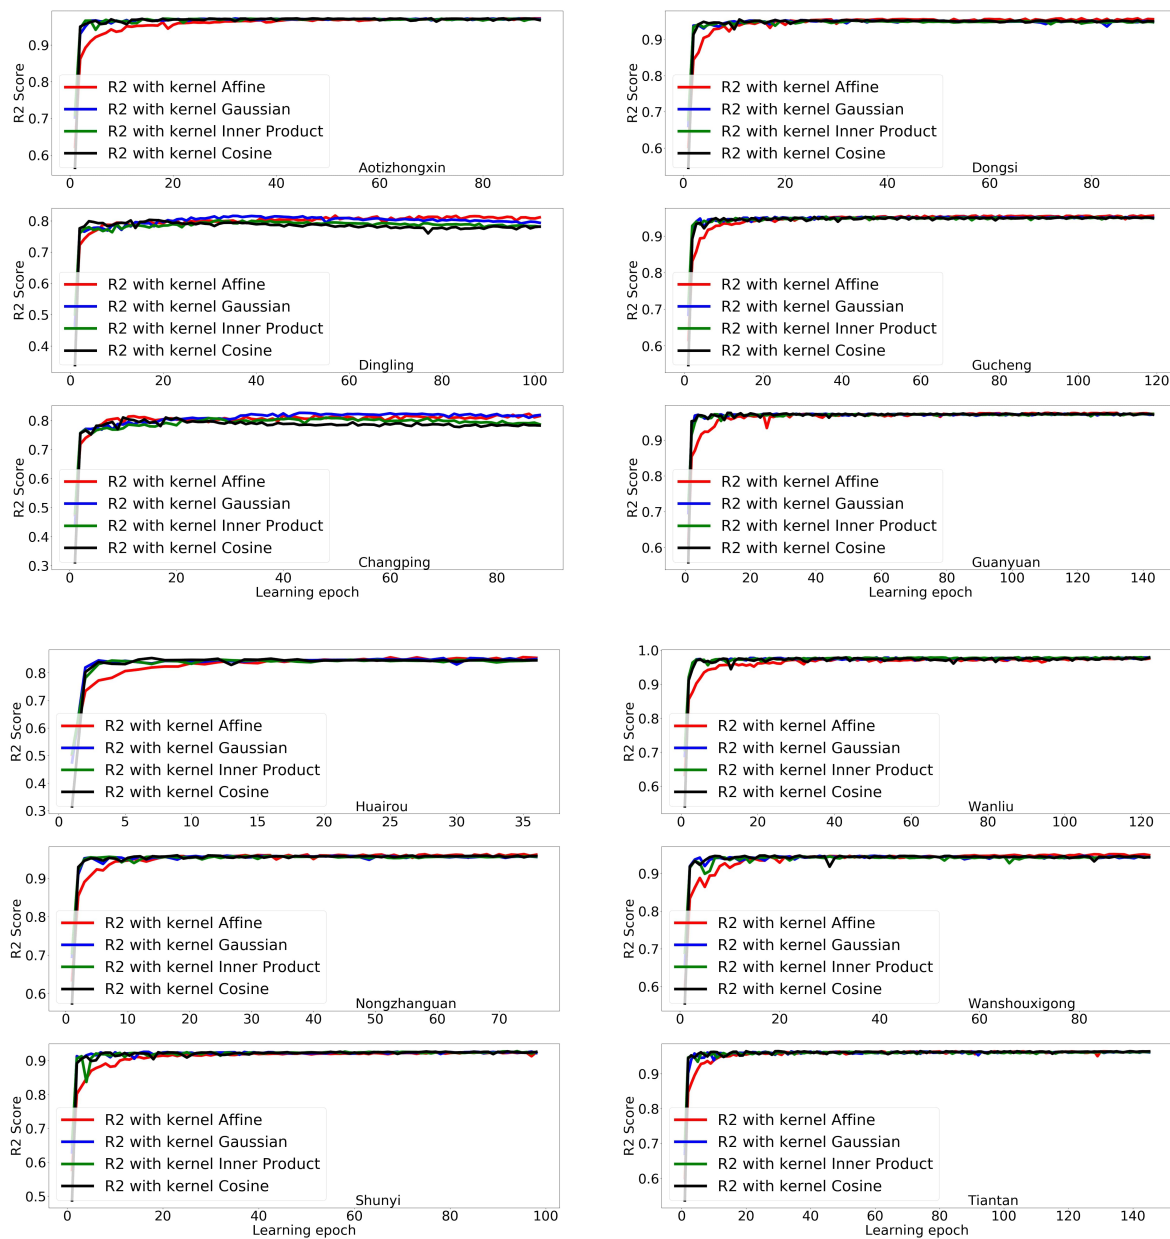 0.9
0.8
0.7
0.6
R2 Score
R2 with kernel Affine
R2 with kernel Gaussian
R2 with kernel Inner Product
R2 with kernel Cosine
Aotizhongxin
0 20 40 60 80
0.9
0.8
0.7
0.6
R2 Score
R2 with kernel Affine
R2 with kernel Gaussian
R2 with kernel Inner Product
R2 with kernel Cosine
Dongsi
0 20 40 60 80
0.8
0.7
0.6
0.5
0.4
R2 Score
R2 with kernel Affine
R2 with kernel Gaussian
R2 with kernel Inner Product
R2 with kernel Cosine
Dingling
0 20 40 60 80 100
0.9
0.8
0.7
0.6
R2 Score
R2 with kernel Affine
R2 with kernel Gaussian
R2 with kernel Inner Product
R2 with kernel Cosine
Gucheng
0 20 40 60 80 100 120
0.8
0.7
0.6
0.5
0.4
0.3
R2 Score
R2 with kernel Affine
R2 with kernel Gaussian
R2 with kernel Inner Product
R2 with kernel Cosine
Changping
0 20 40 60 80
Learning epoch
0.9
0.8
0.7
0.6
R2 Score
R2 with kernel Affine
R2 with kernel Gaussian
R2 with kernel Inner Product
R2 with kernel Cosine
Guanyuan
0 20 40 60 80 100 120 140
Learning epoch
0.8
0.7
0.6
0.5
0.4
0.3
R2 Score
R2 with kernel Affine
R2 with kernel Gaussian
R2 with kernel Inner Product
R2 with kernel Cosine
Huairou
0 5 10 15 20 25 30 35
1.0
0.9
0.8
0.7
0.6
R2 Score
R2 with kernel Affine
R2 with kernel Gaussian
R2 with kernel Inner Product
R2 with kernel Cosine
Wanliu
0 20 40 60 80 100 120
0.9
0.8
0.7
0.6
R2 Score
R2 with kernel Affine
R2 with kernel Gaussian
R2 with kernel Inner Product
R2 with kernel Cosine
Nongzhanguan
0 10 20 30 40 50 60 70
0.9
0.8
0.7
0.6
R2 Score
R2 with kernel Affine
R2 with kernel Gaussian
R2 with kernel Inner Product
R2 with kernel Cosine
Wanshouxigong
0 20 40 60 80
0.9
0.8
0.7
0.6
0.5
R2 Score
R2 with kernel Affine
R2 with kernel Gaussian
R2 with kernel Inner Product
R2 with kernel Cosine
Shunyi
0 20 40 60 80 100
Learning epoch
0.9
0.8
0.7
0.6
R2 Score
R2 with kernel Affine
R2 with kernel Gaussian
R2 with kernel Inner Product
R2 with kernel Cosine
Tiantan
0 20 40 60 80 100 120 140
Learning epoch